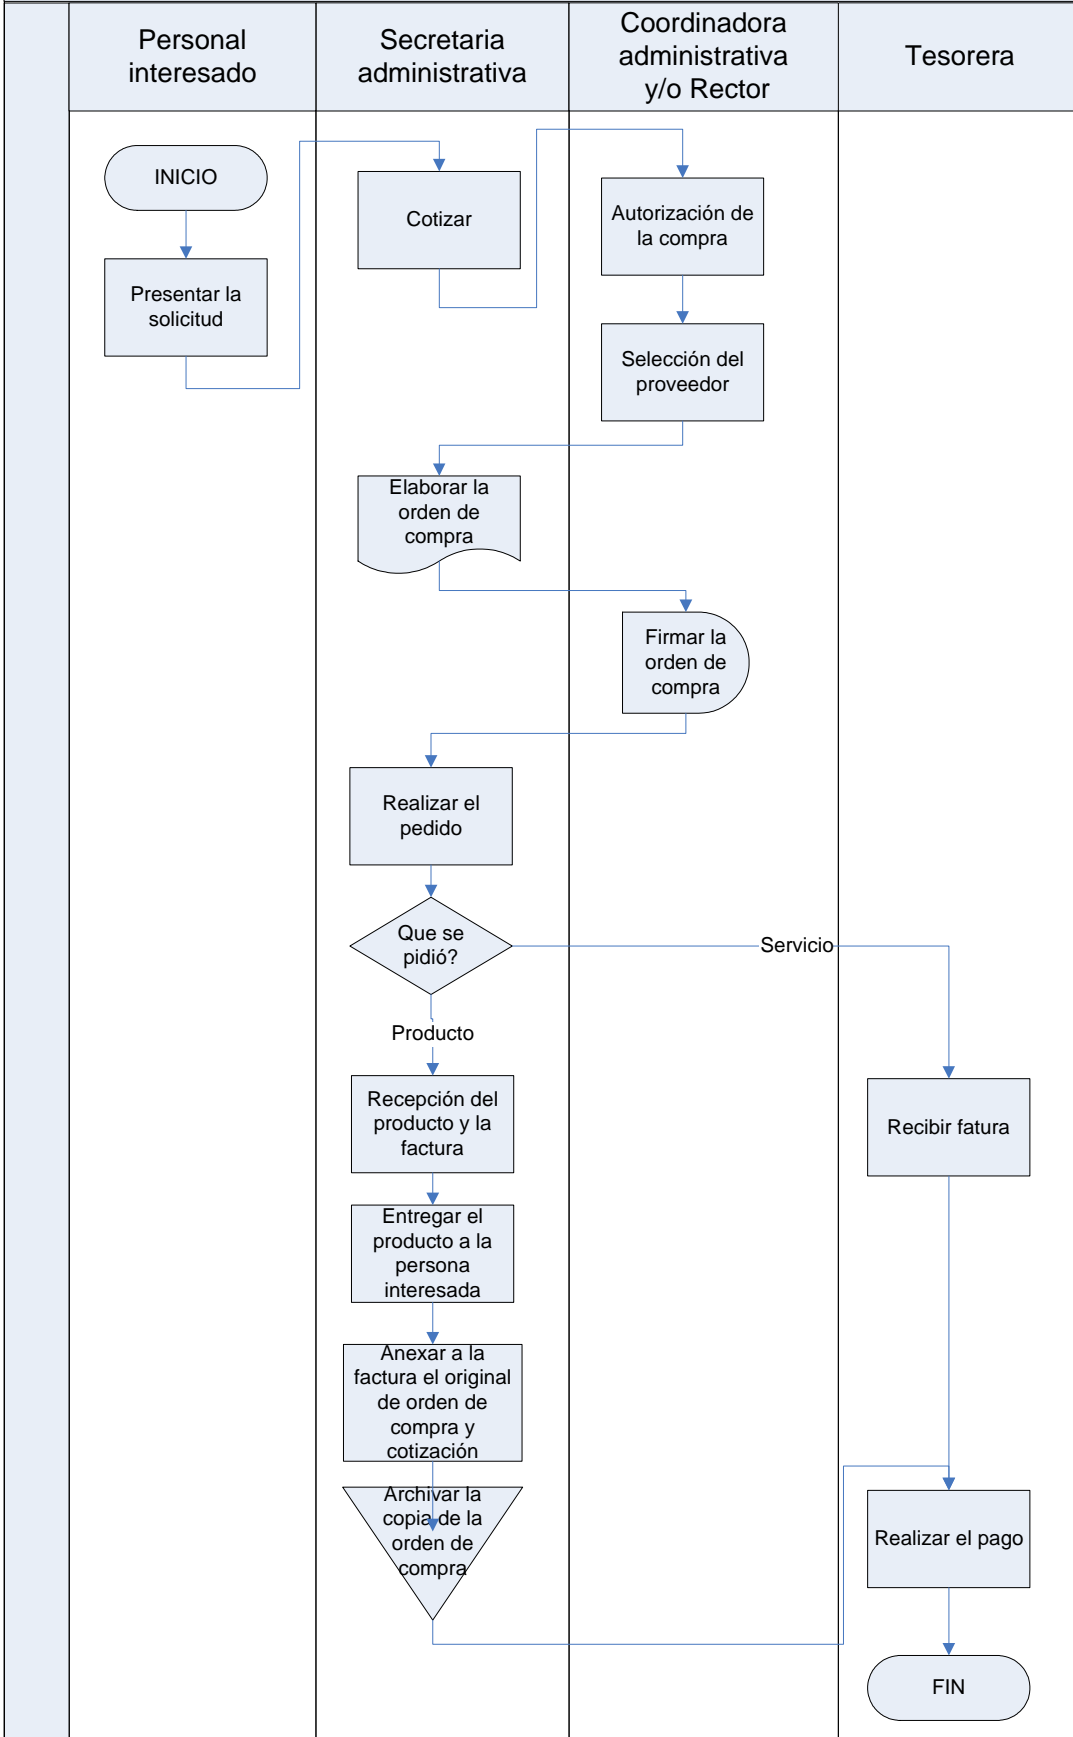 Personal
interesado
Secretaria
administrativa
Coordinadora
administrativa
y/o Rector
Tesorera
INICIO
Presentar la
solicitud
Cotizar
Autorización de
la compra
Selección del
proveedor
Elaborar la
orden de
compra
Firmar la
orden de
compra
Realizar el
pedido
Que se
pidió?
Servicio
Producto
Recepción del
producto y la
factura
Recibir fatura
Entregar el
producto a la
persona
interesada
Anexar a la
factura el original
de orden de
compra y
cotización
Archivar la
copia de la
orden de
compra
Realizar el pago
FIN